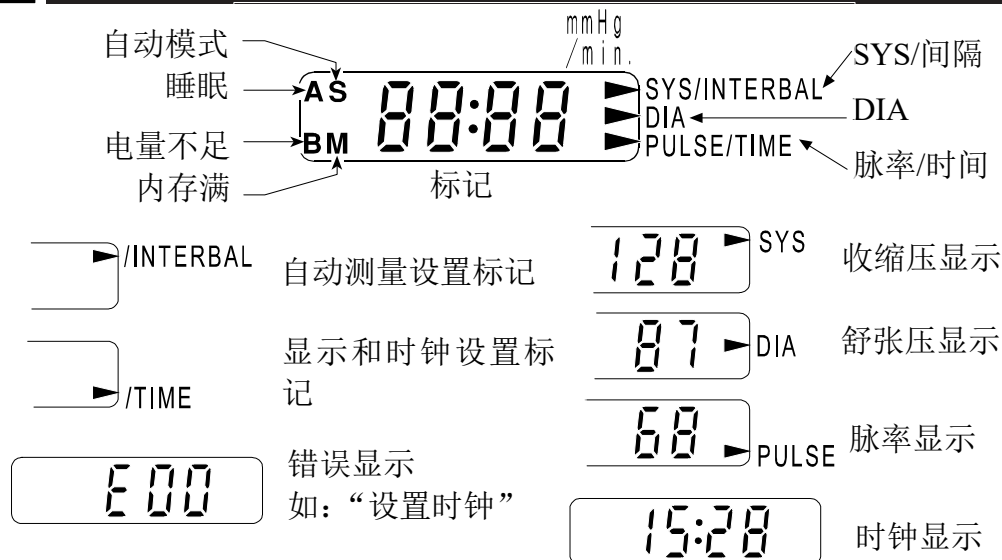 mmHg
/min.
自动模式
睡眠
电量不足
内存满
AS
BM
88:88
SYS/INTERBAL
DIA
PULSE/TIME
标记
SYS/间隔
DIA
脉率/时间
/INTERBAL
自动测量设置标记
/TIME
显示和时钟设置标
记
E00
错误显示
如：“设置时钟”
128
SYS
收缩压显示
87
DIA
舒张压显示
68
PULSE
脉率显示
15:28
时钟显示